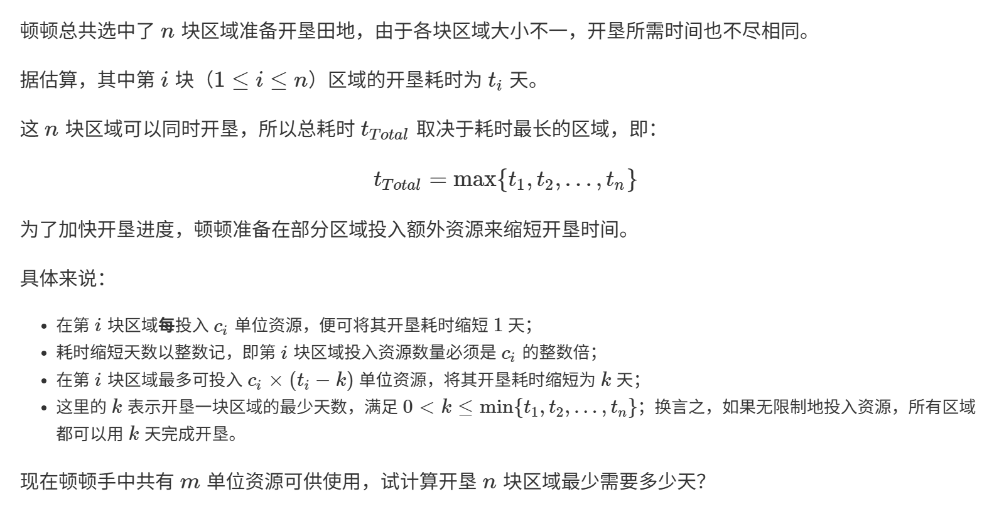 顿顿总共选中了 n 块区域准备开垦田地，由于各块区域大小不一，开垦所需时间也不尽相同。
据估算，其中第 i 块（1 ≤ i ≤ n）区域的开垦耗时为 t_i 天。
这 n 块区域可以同时开垦，所以总耗时 t_{Total} 取决于耗时最长的区域，即：
t_{Total} = max{t_1, t_2, . . . , t_n}
为了加快开垦进度，顿顿准备在部分区域投入额外资源来缩短开垦时间。
具体来说：
• 在第 i 块区域每投入 c_i 单位资源，便可将其开垦耗时缩短 1 天；
• 耗时缩短天数以整数记，即第 i 块区域投入资源数量必须是 c_i 的整数倍；
• 在第 i 块区域最多可投入 c_i × (t_i − k) 单位资源，将其开垦耗时缩短为 k 天；
• 这里的 k 表示开垦一块区域的最少天数，满足 0 < k ≤ min{t_1, t_2, . . . , t_n}；换言之，如果无限制地投入资源，所有区域
都可以用 k 天完成开垦。
现在顿顿手中共有 m 单位资源可供使用，试计算开垦 n 块区域最少需要多少天？